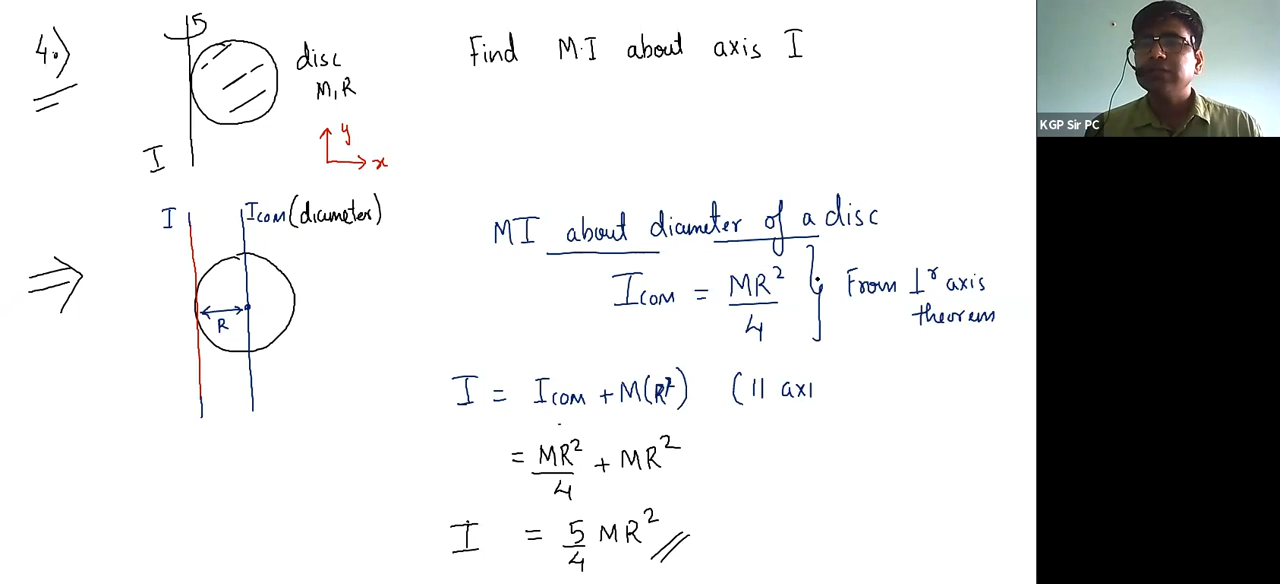 4.)
disc
M, R
y
x
I
Find M.I about axis I
I
Icom (diameter)
R
MI about diameter of a disc
Icom = MR²/4 } From ⊥r axis theorem
I = Icom + M(R²) (|| axi
= MR²/4 + MR²
I = 5/4 MR²
KGP Sir PC